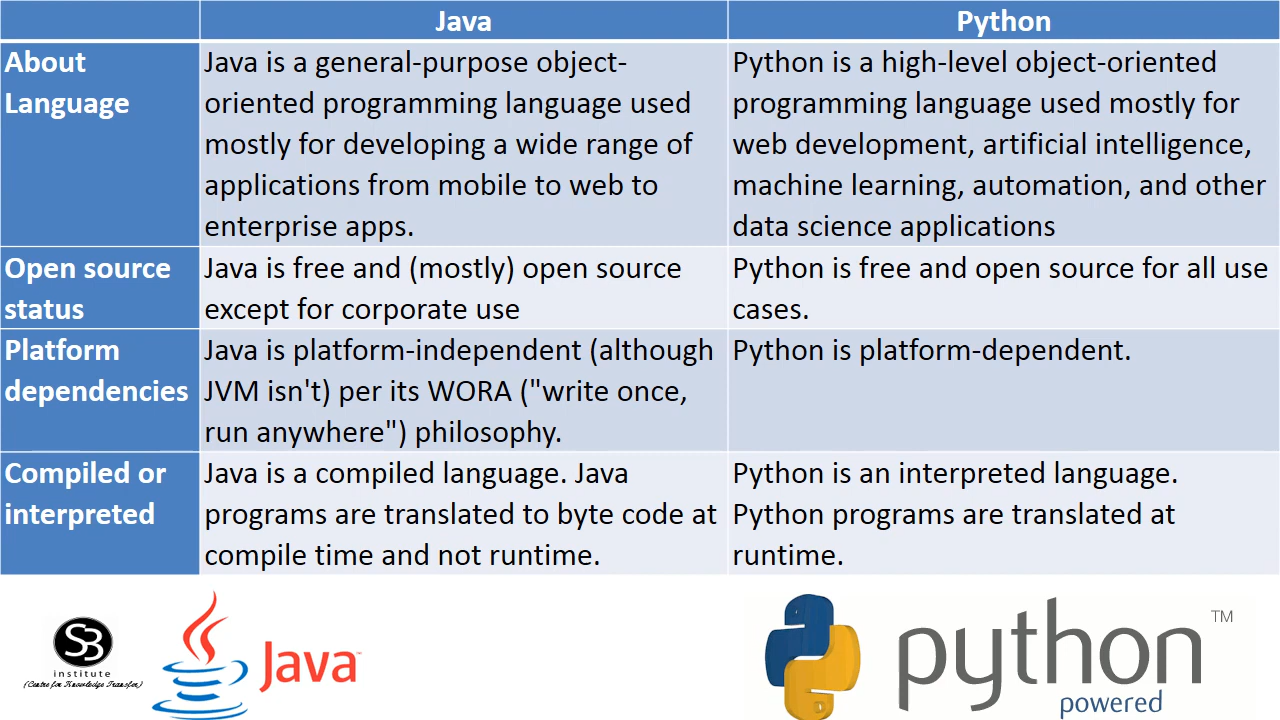 Java
Python
About
Language
Java is a general-purpose object-
oriented programming language used
mostly for developing a wide range of
applications from mobile to web to
enterprise apps.
Python is a high-level object-oriented
programming language used mostly for
web development, artificial intelligence,
machine learning, automation, and other
data science applications
Open source
status
Java is free and (mostly) open source
except for corporate use
Python is free and open source for all use
cases.
Platform
dependencies
Java is platform-independent (although
JVM isn't) per its WORA ("write once,
run anywhere") philosophy.
Python is platform-dependent.
Compiled or
interpreted
Java is a compiled language. Java
programs are translated to byte code at
compile time and not runtime.
Python is an interpreted language.
Python programs are translated at
runtime.
SB
institute
(Centre for Knowledge Transfer)
Java™
python™
powered